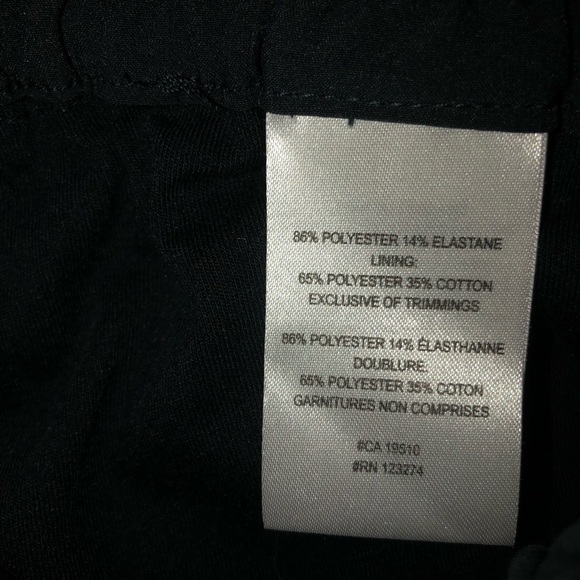 86% POLYESTER 14% ELASTANE
LINING:
65% POLYESTER 35% COTTON
EXCLUSIVE OF TRIMMINGS
86% POLYESTER 14% ÉLASTHANNE
DOUBLURE:
65% POLYESTER 35% COTON
GARNITURES NON COMPRISES
#CA 19510
#RN 123274